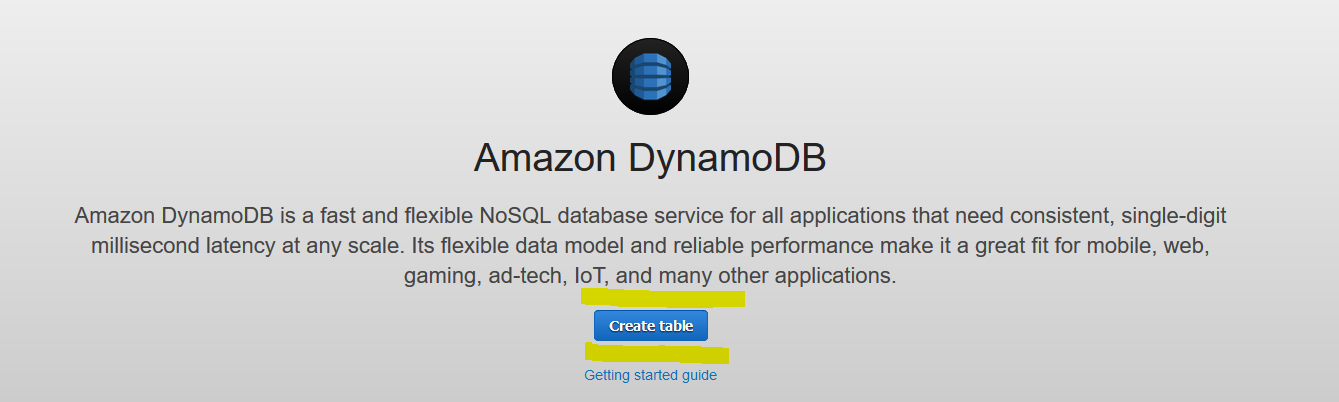 Amazon DynamoDB
Amazon DynamoDB is a fast and flexible NoSQL database service for all applications that need consistent, single-digit
millisecond latency at any scale. Its flexible data model and reliable performance make it a great fit for mobile, web,
gaming, ad-tech, IoT, and many other applications.
Create table
Getting started guide